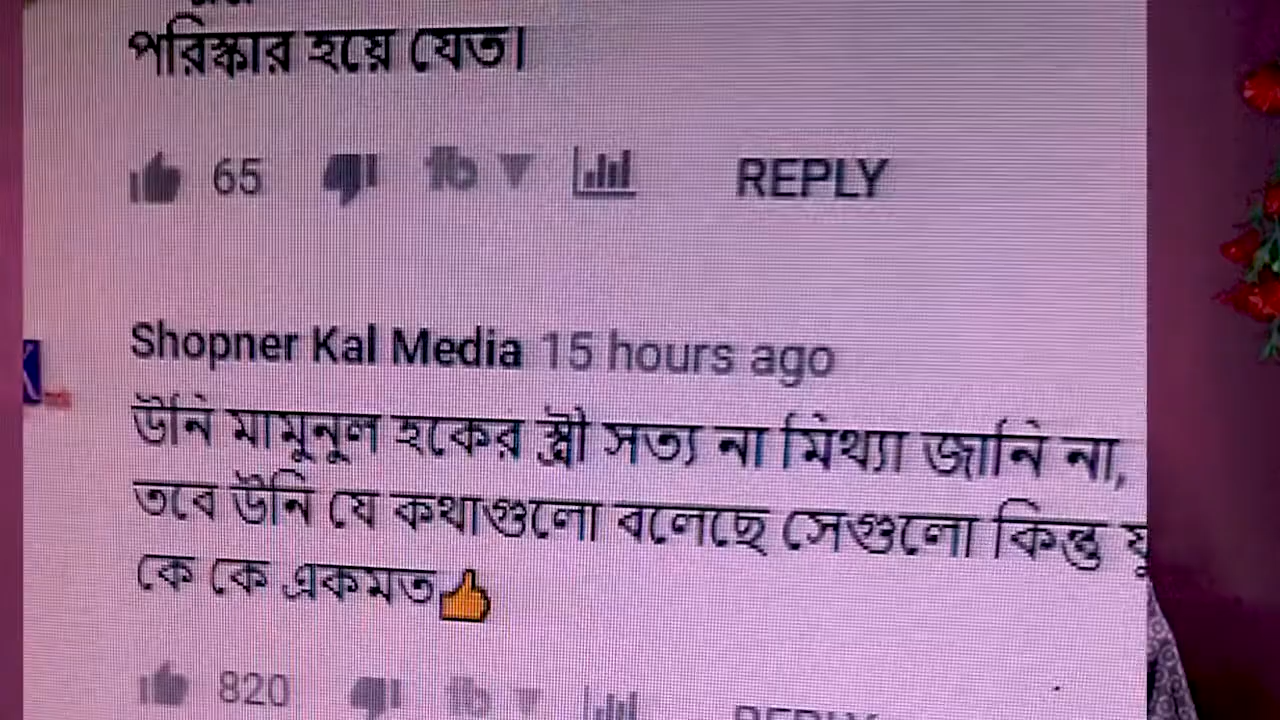 পরিস্কার হয়ে যেত।
65 REPLY
Shopner Kal Media 15 hours ago
উনি মামুনুল হকের স্ত্রী সত্য না মিথ্যা জানি না,
তবে উনি যে কথাগুলো বলেছে সেগুলো কিন্তু
কে কে একমত👍
820 REPLY